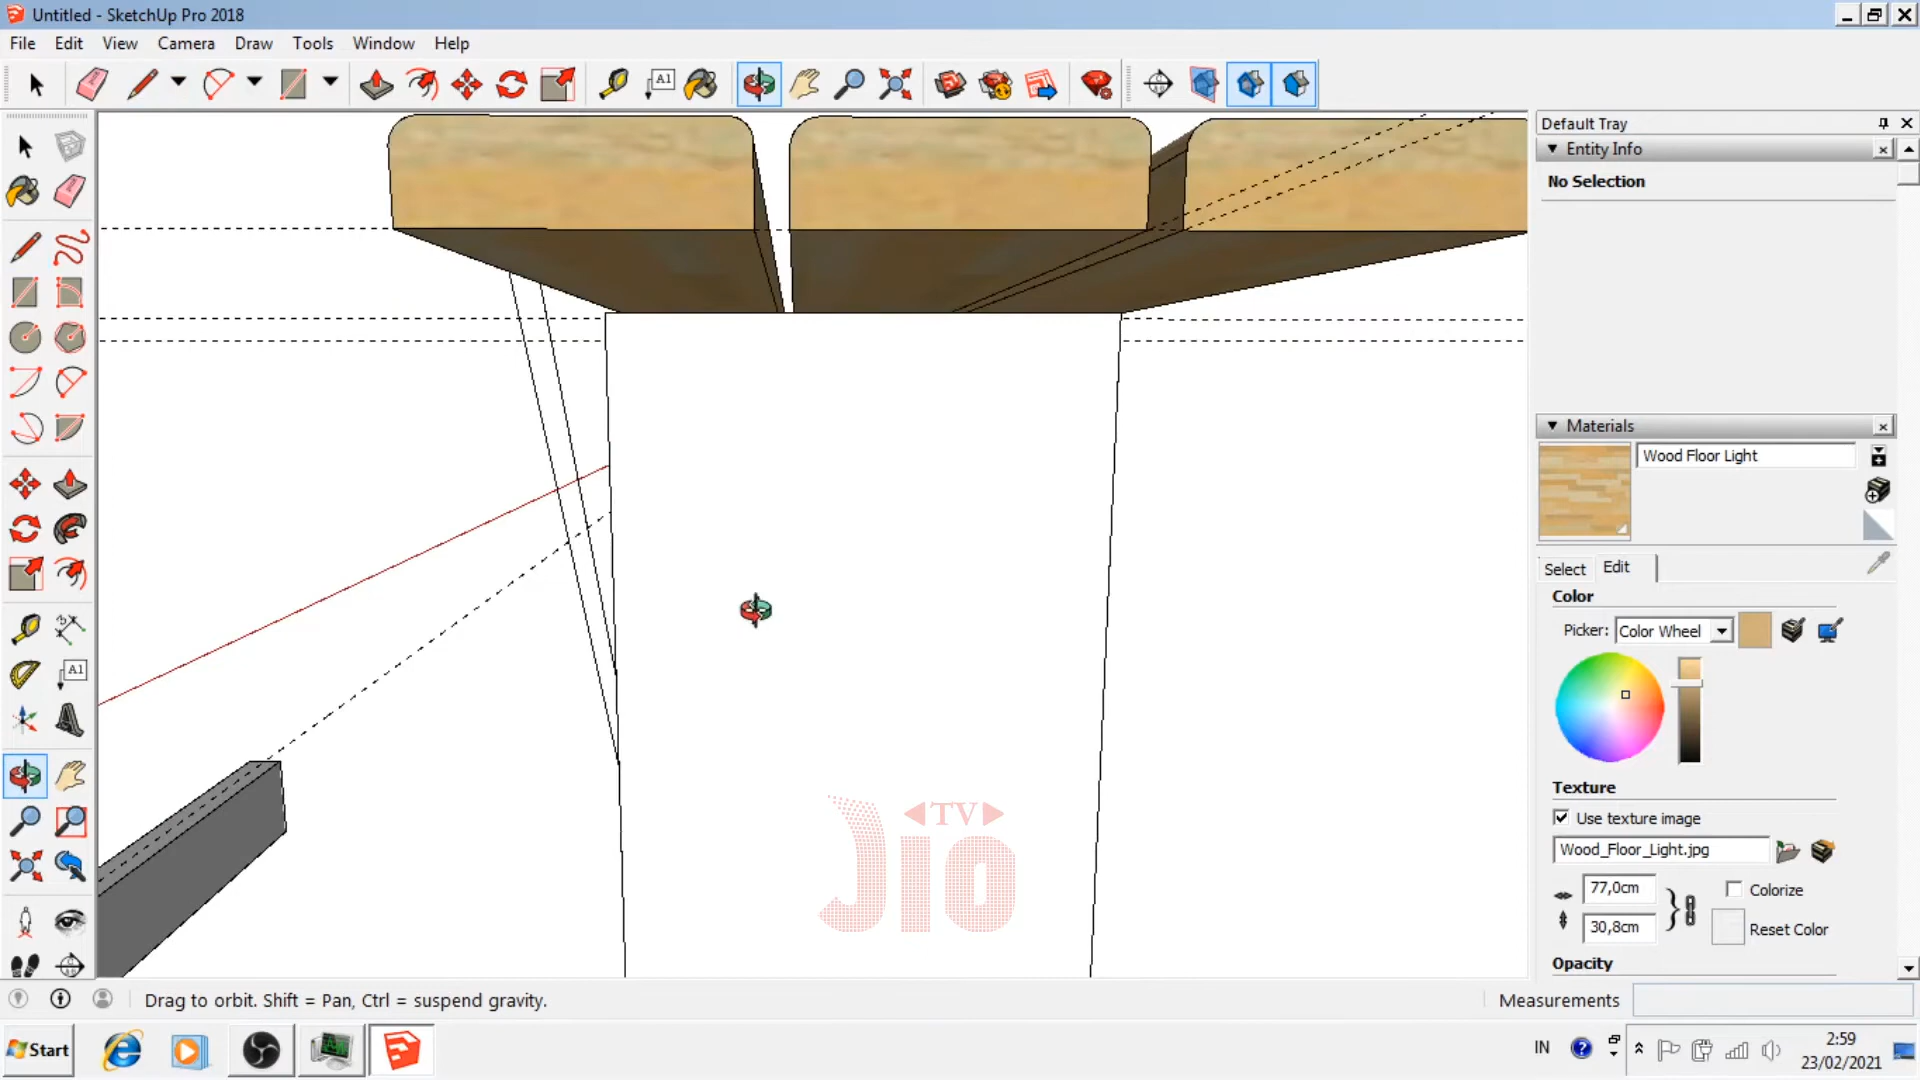 Untitled - SketchUp Pro 2018
File Edit View Camera Draw Tools Window Help
A1
Default Tray
Entity Info
No Selection
Materials
Wood Floor Light
Select Edit
Color
Picker: Color Wheel
Texture
Use texture image
Wood_Floor_Light.jpg
77,0cm
Colorize
30,8cm
Reset Color
Opacity
A1
TV
JIO
Drag to orbit. Shift = Pan, Ctrl = suspend gravity.
Measurements
Start
IN
2:59
23/02/2021